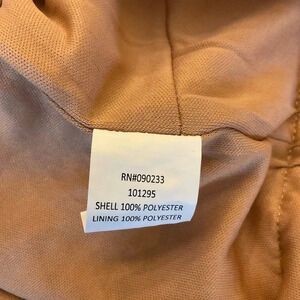 RN#090233
101295
SHELL 100% POLYESTER
LINING 100% POLYESTER